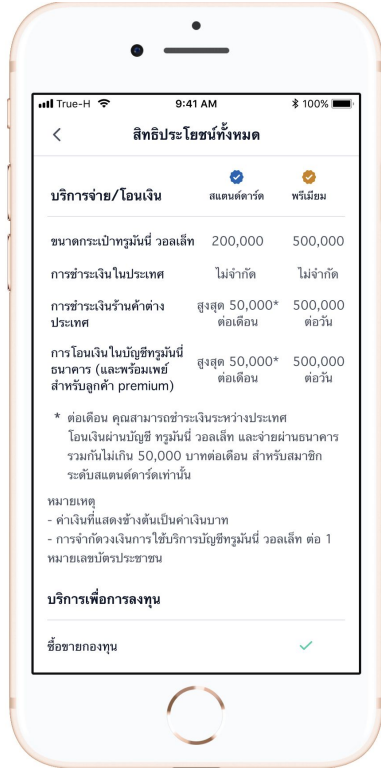 True-H 9:41 AM 100%
สิทธิประโยชน์ทั้งหมด
บริการจ่าย/โอนเงิน สแตนด์ดาร์ด พรีเมียม
ขนาดกระเป๋าทรูมันนี่ วอลเล็ท 200,000 500,000
การชำระเงินในประเทศ ไม่จำกัด ไม่จำกัด
การชำระเงินร้านค้าต่าง สูงสุด 50,000* 500,000
ประเทศ ต่อเดือน ต่อวัน
การโอนเงินในบัญชีทรูมันนี่
ธนาคาร (และพร้อมเพย์ สูงสุด 50,000* 500,000
สำหรับลูกค้า premium) ต่อเดือน ต่อวัน
* ต่อเดือน คุณสามารถชำระเงินระหว่างประเทศ
โอนเงินผ่านบัญชี ทรูมันนี่ วอลเล็ท และจ่ายผ่านธนาคาร
รวมกันไม่เกิน 50,000 บาทต่อเดือน สำหรับสมาชิก
ระดับสแตนด์ดาร์ดเท่านั้น
หมายเหตุ
- ค่าเงินที่แสดงข้างต้นเป็นค่าเงินบาท
- การจำกัดวงเงินการใช้บริการบัญชีทรูมันนี่ วอลเล็ท ต่อ 1
หมายเลขบัตรประชาชน
บริการเพื่อการลงทุน
ซื้อขายกองทุน